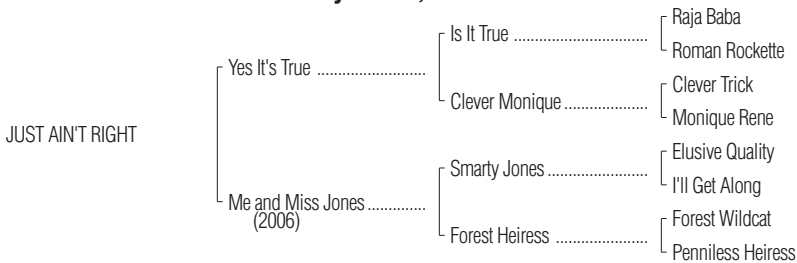 JUST AIN'T RIGHT
Yes It's True ..........................
Me and Miss Jones ..............
(2006)
Is It True ................................
Clever Monique ....................
Smarty Jones ........................
Forest Heiress ......................
Raja Baba
Roman Rockette
Clever Trick
Monique Rene
Elusive Quality
I'll Get Along
Forest Wildcat
Penniless Heiress